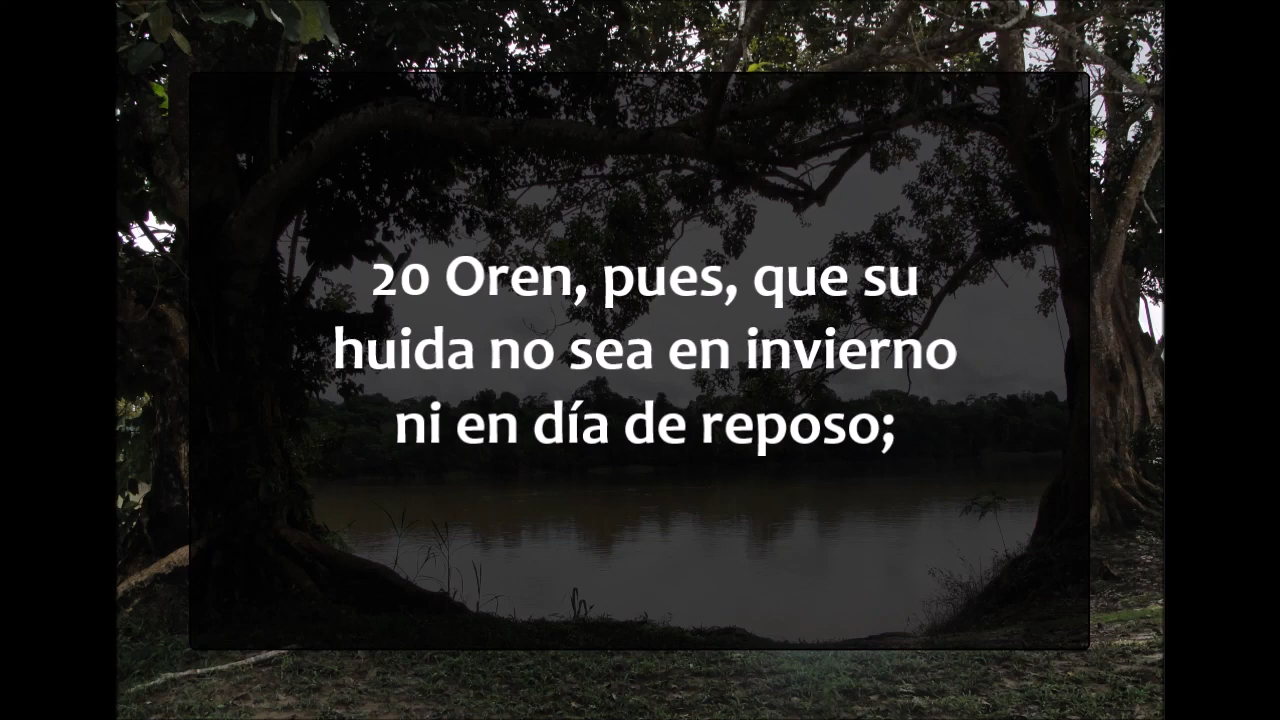 20 Oren, pues, que su
huida no sea en invierno
ni en día de reposo;